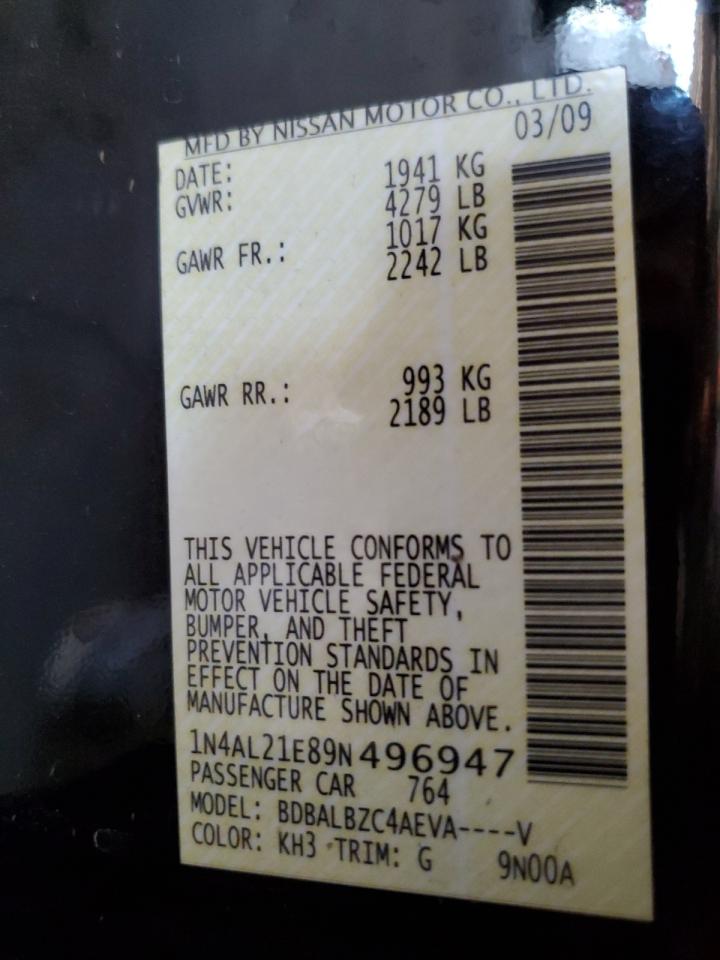 MFD BY NISSAN MOTOR CO., LTD.
DATE: 03/09
GVWR: 1941 KG
4279 LB
GAWR FR.: 1017 KG
2242 LB
GAWR RR.: 993 KG
2189 LB
THIS VEHICLE CONFORMS TO
ALL APPLICABLE FEDERAL
MOTOR VEHICLE SAFETY,
BUMPER, AND THEFT
PREVENTION STANDARDS IN
EFFECT ON THE DATE OF
MANUFACTURE SHOWN ABOVE.
1N4AL21E89N496947
PASSENGER CAR 764
MODEL: BDBALBZC4AEVA----V
COLOR: KH3 TRIM: G 9N00A